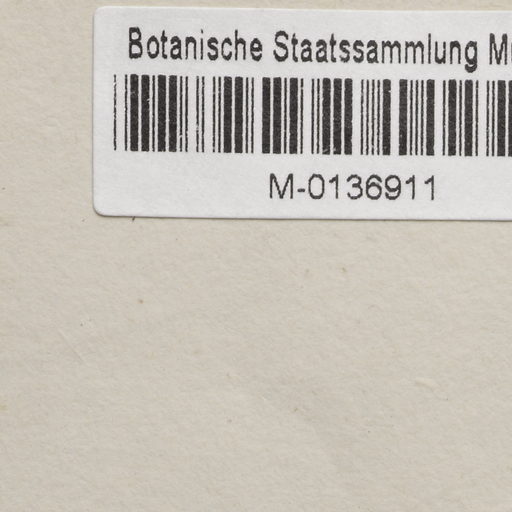 Botanische Staatssammlung
M-0136911